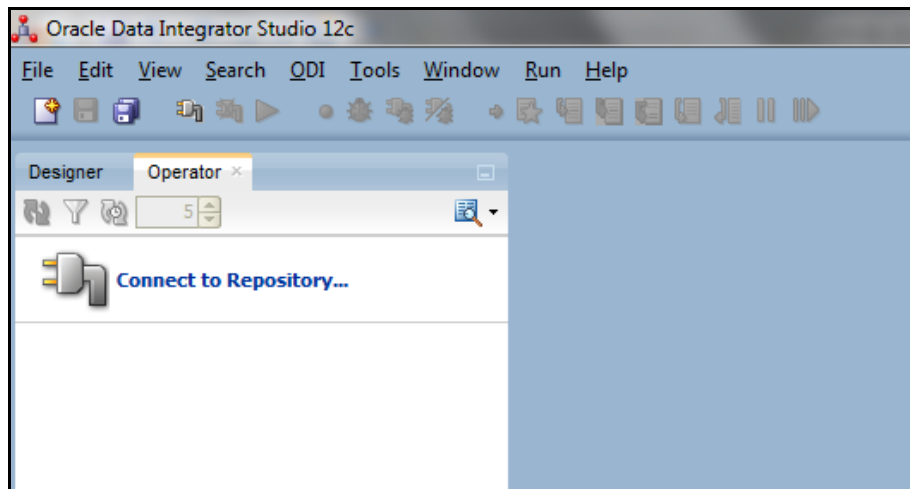 Oracle Data Integrator Studio 12c
File Edit View Search ODI Tools Window Run Help
Designer Operator
5
Connect to Repository...